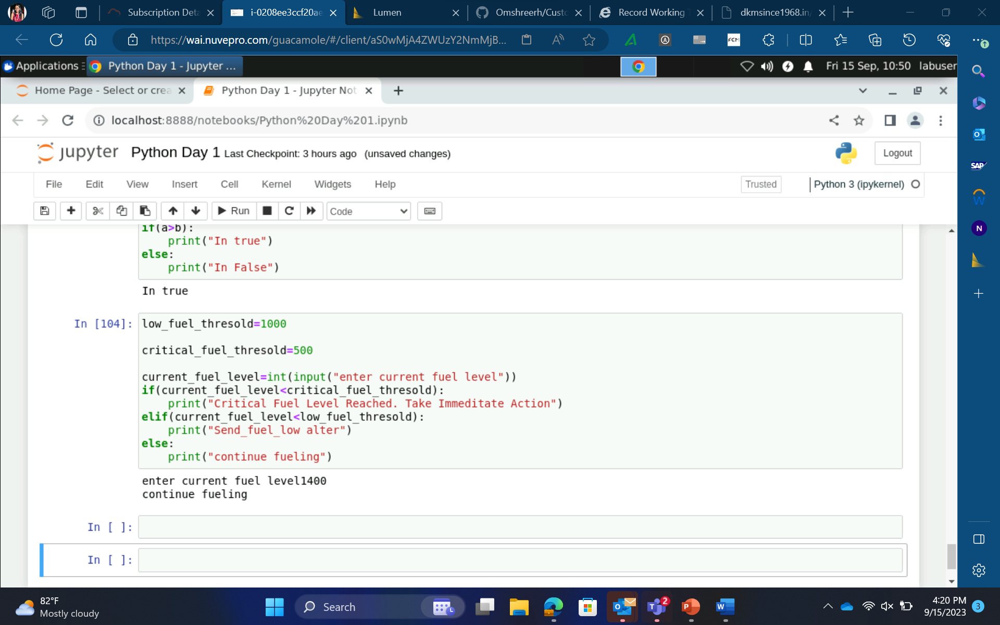 Subscription Deta
i-0208ee3ccf20ae
Lumen
Omshreerh/Custo
Record Working T
dkmsince1968.in/
https://wai.nuvepro.com/guacamole/#/client/aS0wMjA4ZWUzY2NmMjB...
Applications
Python Day 1 - Jupyter ...
Fri 15 Sep, 10:50 labuser
Home Page - Select or crea
Python Day 1 - Jupyter Not
localhost:8888/notebooks/Python%20Day%201.ipynb
jupyter Python Day 1 Last Checkpoint: 3 hours ago (unsaved changes)
Logout
File Edit View Insert Cell Kernel Widgets Help
Trusted
Python 3 (ipykernel)
Run
Code
if(a>b):
print("In true")
else:
print("In False")
In true
In [104]: low_fuel_thresold=1000
critical_fuel_thresold=500
current_fuel_level=int(input("enter current fuel level"))
if(current_fuel_level<critical_fuel_thresold):
print("Critical Fuel Level Reached. Take Immeditate Action")
elif(current_fuel_level<low_fuel_thresold):
print("Send_fuel_low alter")
else:
print("continue fueling")
enter current fuel level1400
continue fueling
In [ ]:
In [ ]:
FCM
SAP
N
82°F
Mostly cloudy
Search
2
4:20 PM
9/15/2023
3